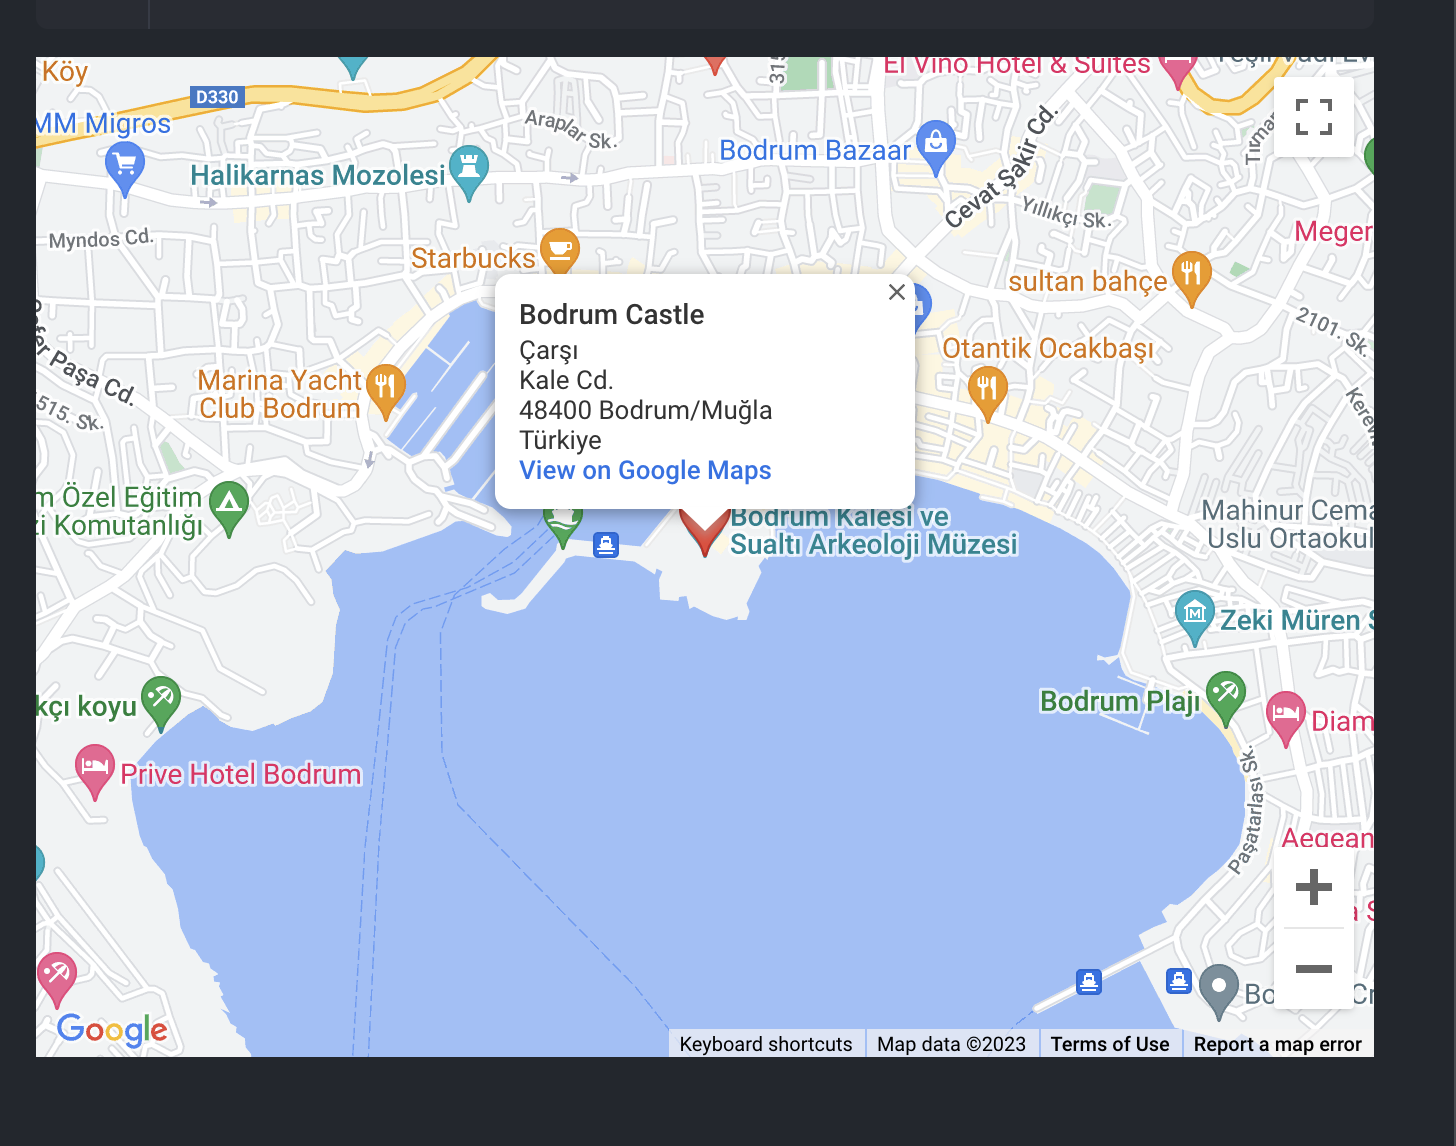 Köy
D330
MM Migros
Araplar Sk.
El Vino Hotel & Suites
Bodrum Bazaar
Cevat Şakir Cd.
Halikarnas Mozolesi
Yıllıkçı Sk.
Myndos Cd.
Meger
Starbucks
sultan bahçe
2101. Sk.
Bodrum Castle
Çarşı
Kale Cd.
48400 Bodrum/Muğla
Türkiye
View on Google Maps
Otantik Ocakbaşı
fer Paşa Cd.
Marina Yacht
Club Bodrum
515. Sk.
m Özel Eğitim
zi Komutanlığı
Mahinur Cema
Uslu Ortaokul
Bodrum Kalesi ve
Sualtı Arkeoloji Müzesi
Zeki Müren S
kçı koyu
Bodrum Plajı
Diam
Prive Hotel Bodrum
Paşatarlası Sk.
Aegean
Bo
Cr
Google
Keyboard shortcuts
Map data ©2023
Terms of Use
Report a map error